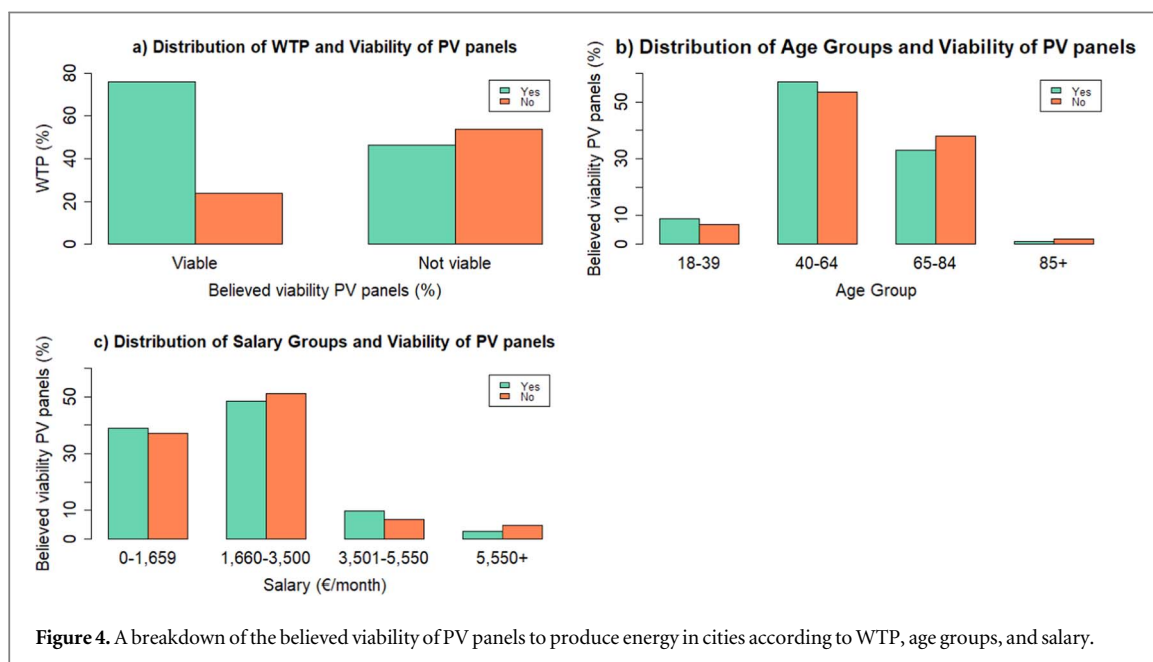 a) Distribution of WTP and Viability of PV panels
WTP (%)
80
60
40
20
0
Yes
No
Viable
Not viable
Believed viability PV panels (%)
b) Distribution of Age Groups and Viability of PV panels
Believed viability PV panels (%)
50
30
10
0
Yes
No
18-39
40-64
65-84
85+
Age Group
c) Distribution of Salary Groups and Viability of PV panels
Believed viability PV panels (%)
50
30
10
0
Yes
No
0-1,659
1,660-3,500
3,501-5,550
5,550+
Salary (€/month)
Figure 4. A breakdown of the believed viability of PV panels to produce energy in cities according to WTP, age groups, and salary.